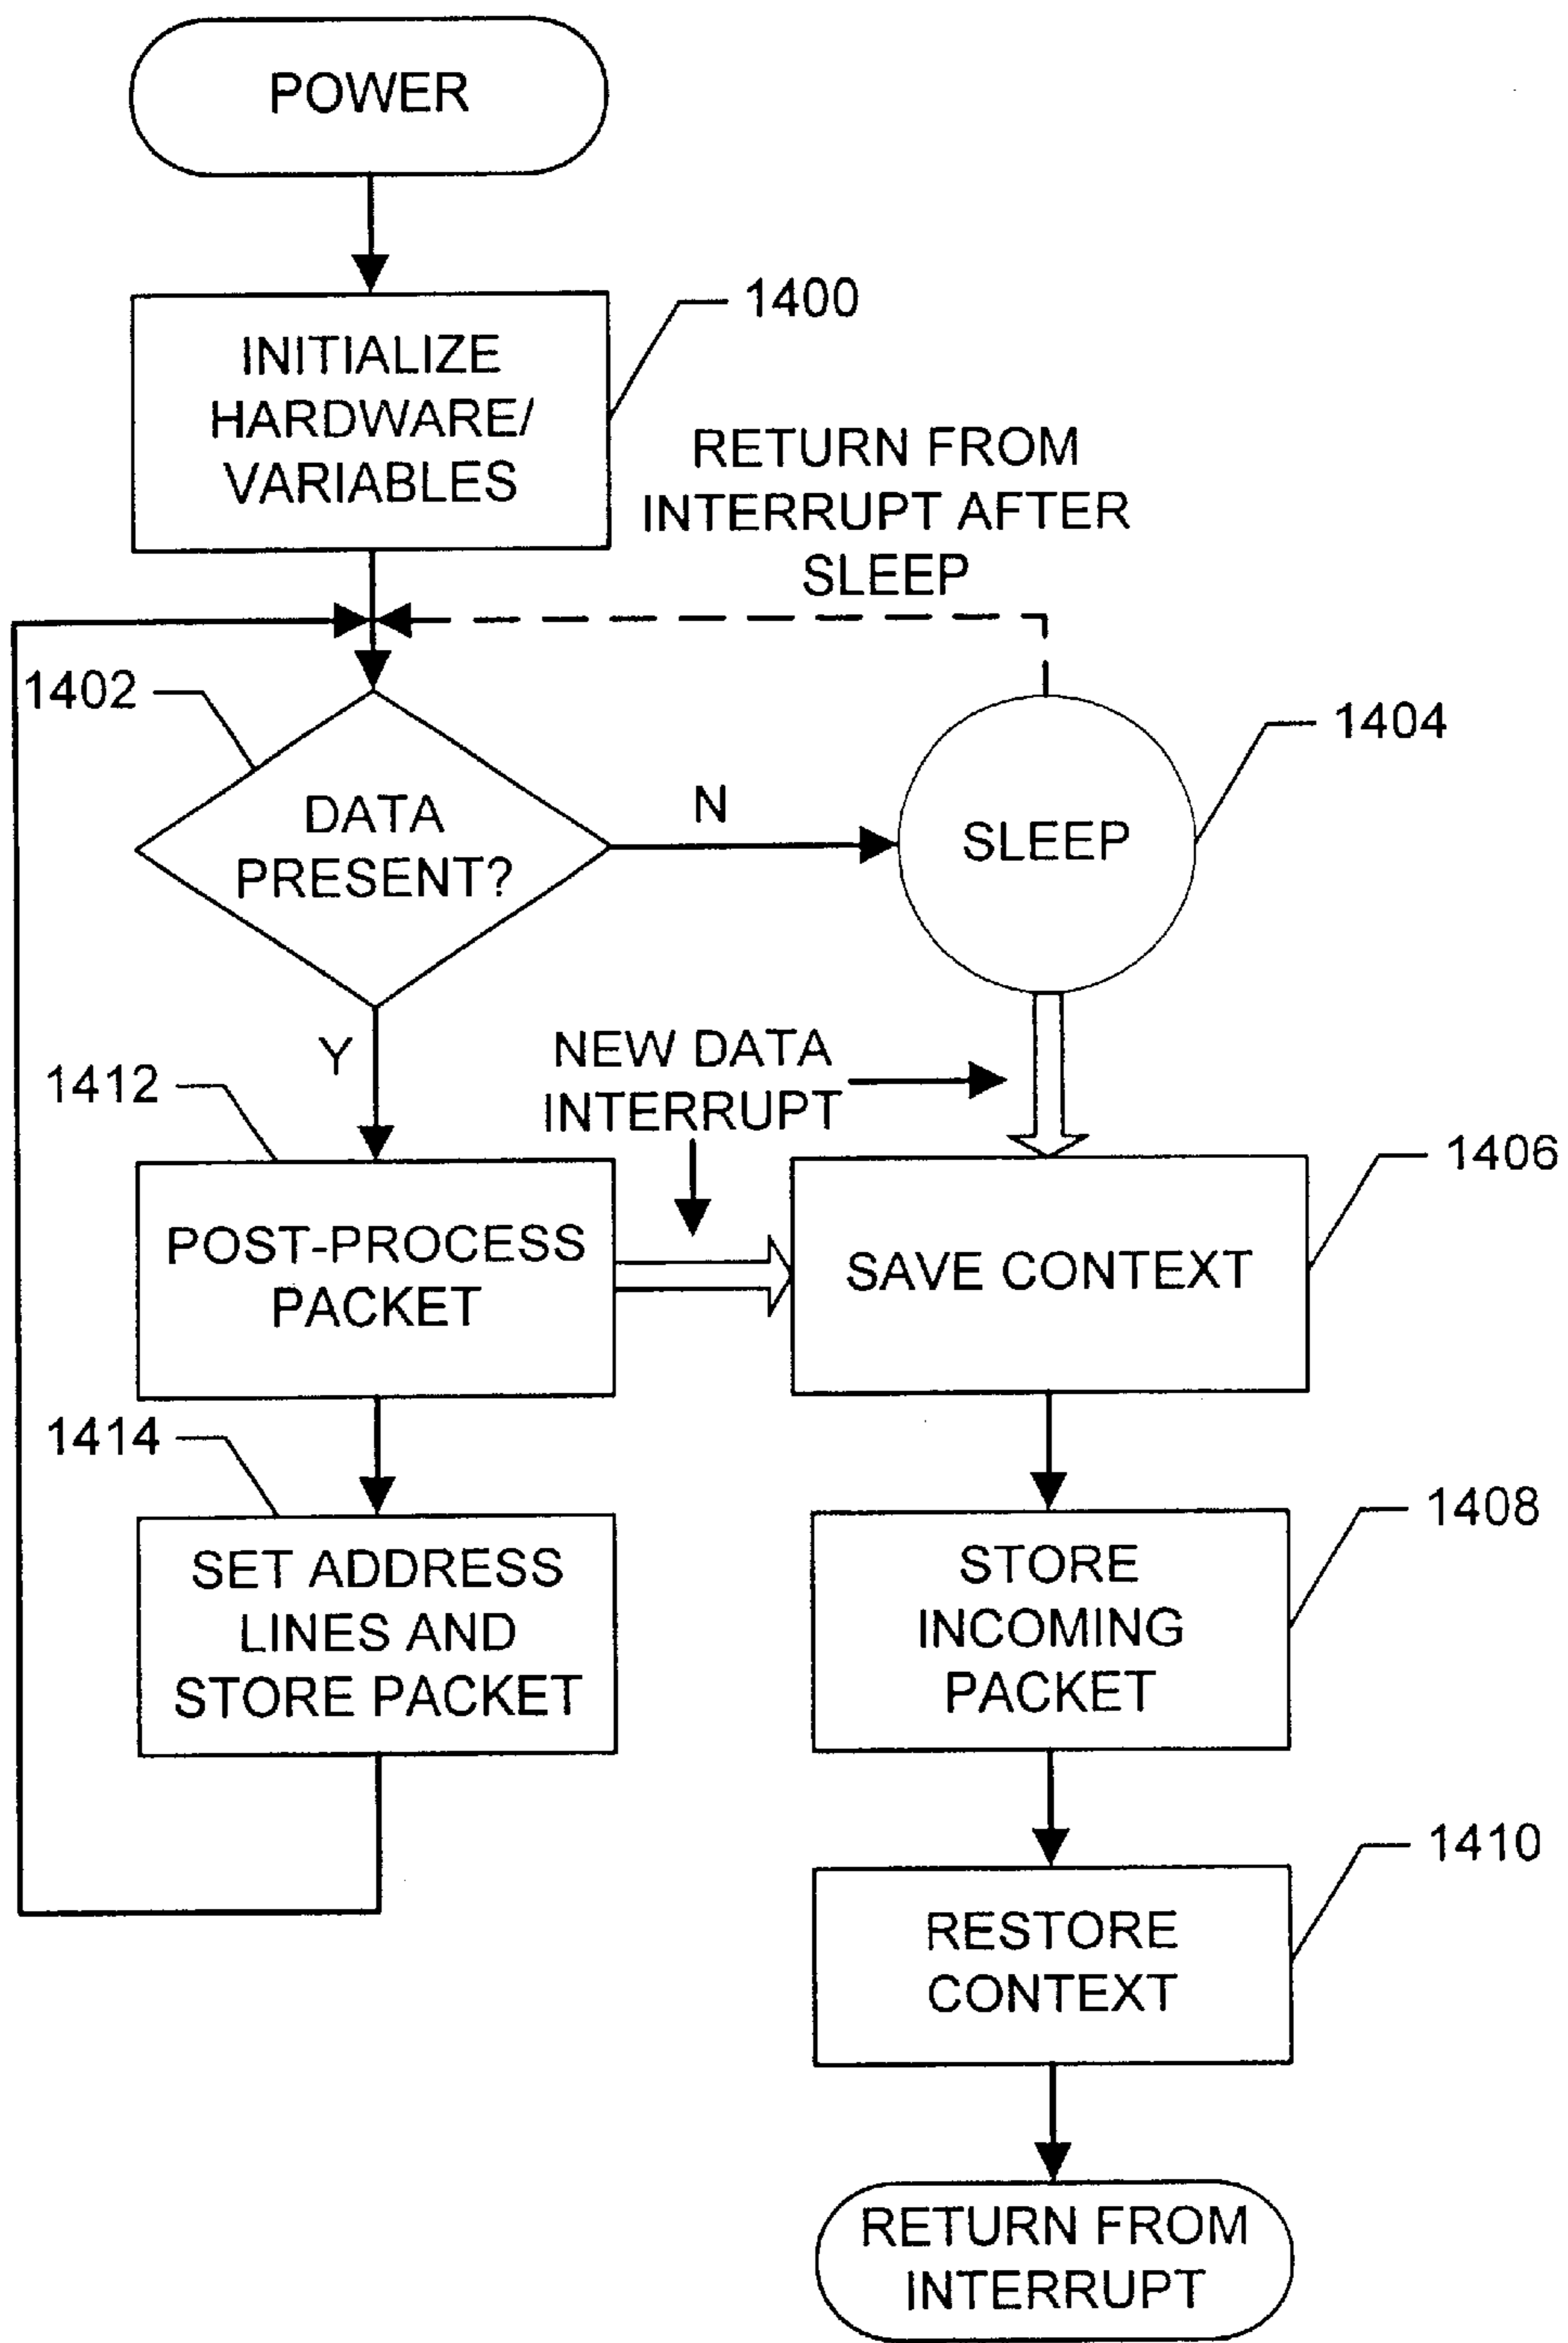 POWER
1400
INITIALIZE
HARDWARE/
VARIABLES
RETURN FROM
INTERRUPT AFTER
SLEEP
1402
1404
DATA
PRESENT?
N
SLEEP
Y
NEW DATA
INTERRUPT
1412
1406
POST-PROCESS
PACKET
SAVE CONTEXT
1414
1408
SET ADDRESS
LINES AND
STORE PACKET
STORE
INCOMING
PACKET
1410
RESTORE
CONTEXT
RETURN FROM
INTERRUPT